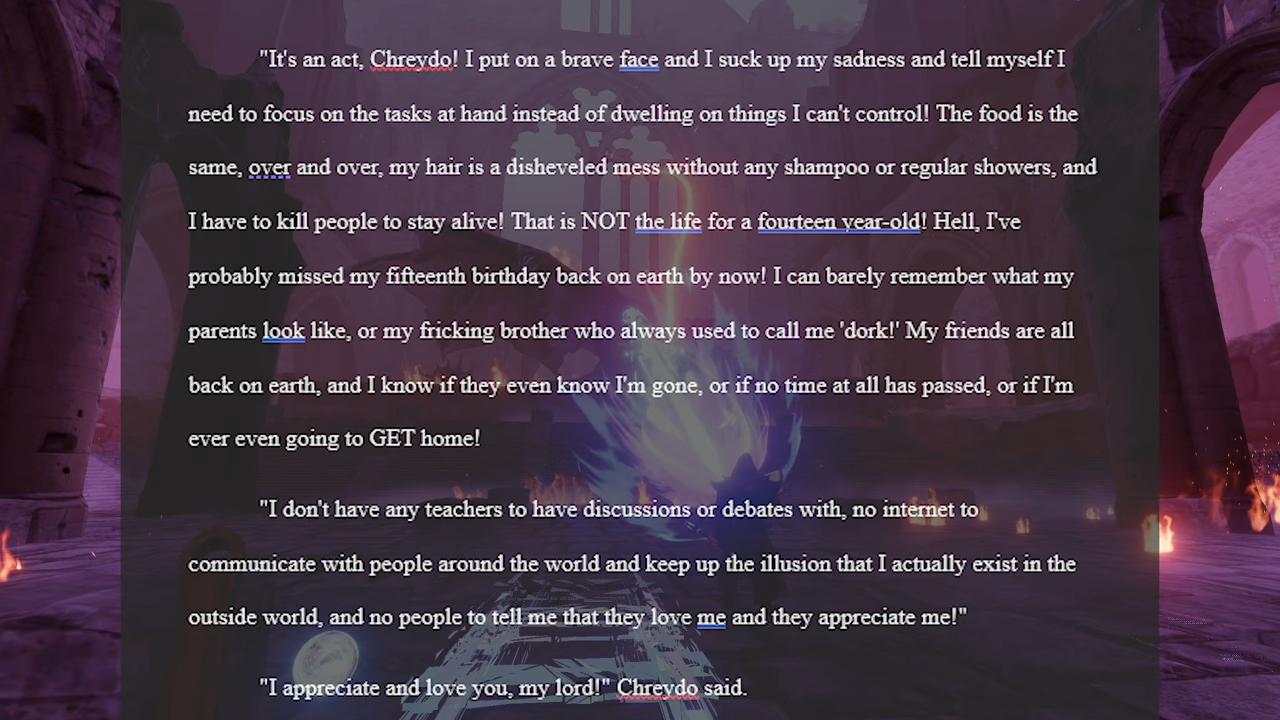 "It's an act, Chreydo! I put on a brave face and I suck up my sadness and tell myself I
need to focus on the tasks at hand instead of dwelling on things I can't control! The food is the
same, over and over, my hair is a disheveled mess without any shampoo or regular showers, and
I have to kill people to stay alive! That is NOT the life for a fourteen year-old! Hell, I've
probably missed my fifteenth birthday back on earth by now! I can barely remember what my
parents look like, or my fricking brother who always used to call me 'dork!' My friends are all
back on earth, and I know if they even know I'm gone, or if no time at all has passed, or if I'm
ever even going to GET home!
"I don't have any teachers to have discussions or debates with, no internet to
communicate with people around the world and keep up the illusion that I actually exist in the
outside world, and no people to tell me that they love me and they appreciate me!"
"I appreciate and love you, my lord!" Chreydo said.